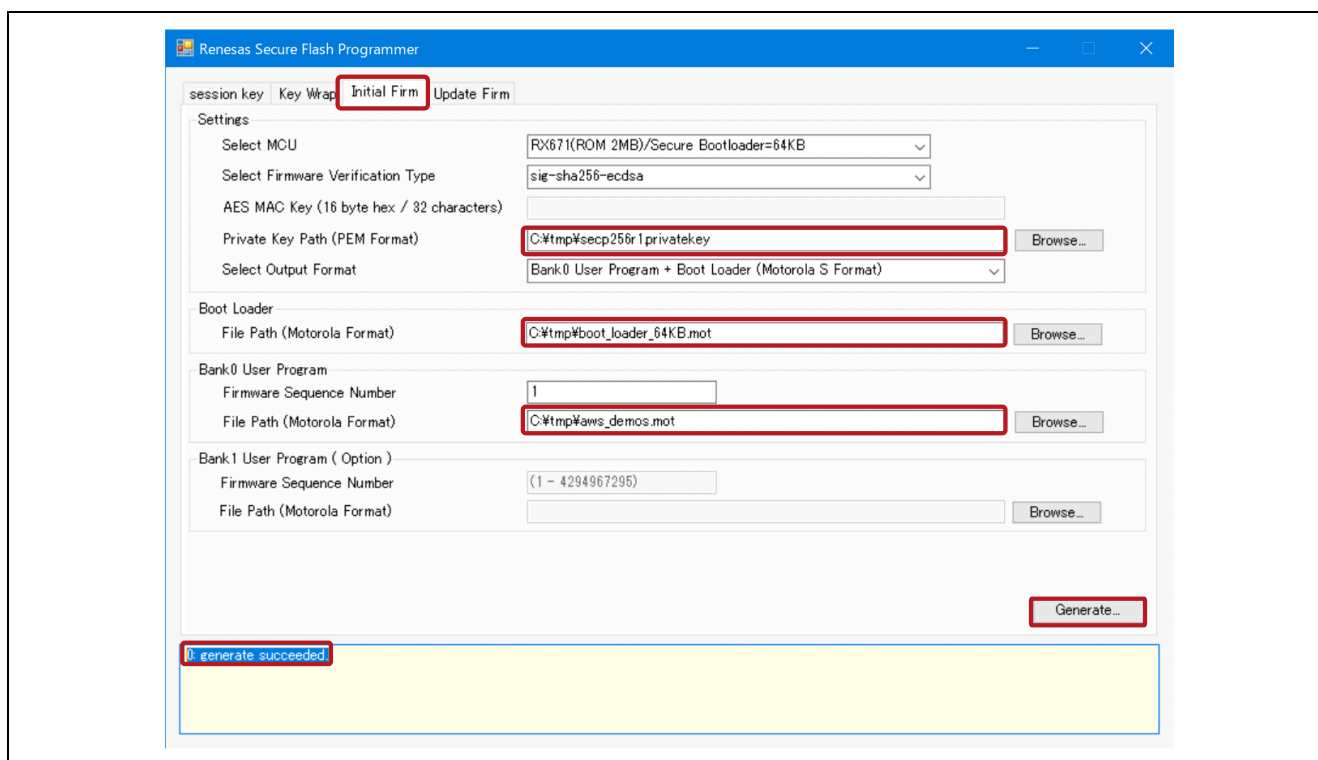 Renesas Secure Flash Programmer
session key Key Wrap Initial Firm Update Firm
Settings
Select MCU RX671(ROM 2MB)/Secure Bootloader=64KB
Select Firmware Verification Type sig-sha256-ecdsa
AES MAC Key (16 byte hex / 32 characters)
Private Key Path (PEM Format) C:¥tmp¥secp256r1.privatekey Browse...
Select Output Format Bank0 User Program + Boot Loader (Motorola S Format)
Boot Loader
File Path (Motorola Format) C:¥tmp¥boot_loader_64KB.mot Browse...
Bank0 User Program
Firmware Sequence Number 1
File Path (Motorola Format) C:¥tmp¥aws_demos.mot Browse...
Bank1 User Program ( Option )
Firmware Sequence Number (1 - 4294967295)
File Path (Motorola Format) Browse...
Generate...
0: generate succeeded.